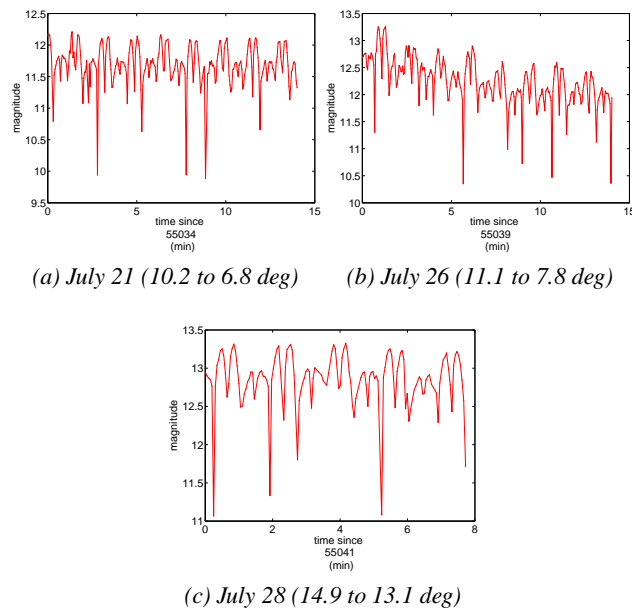 12.5
12
11.5
11
10.5
10
9.5
magnitude
0 5 10 15
time since
55034
(min)
(a) July 21 (10.2 to 6.8 deg)
13.5
13
12.5
12
11.5
11
10.5
10
magnitude
0 5 10 15
time since
55039
(min)
(b) July 26 (11.1 to 7.8 deg)
13.5
13
12.5
12
11.5
11
magnitude
0 2 4 6 8
time since
55041
(min)
(c) July 28 (14.9 to 13.1 deg)